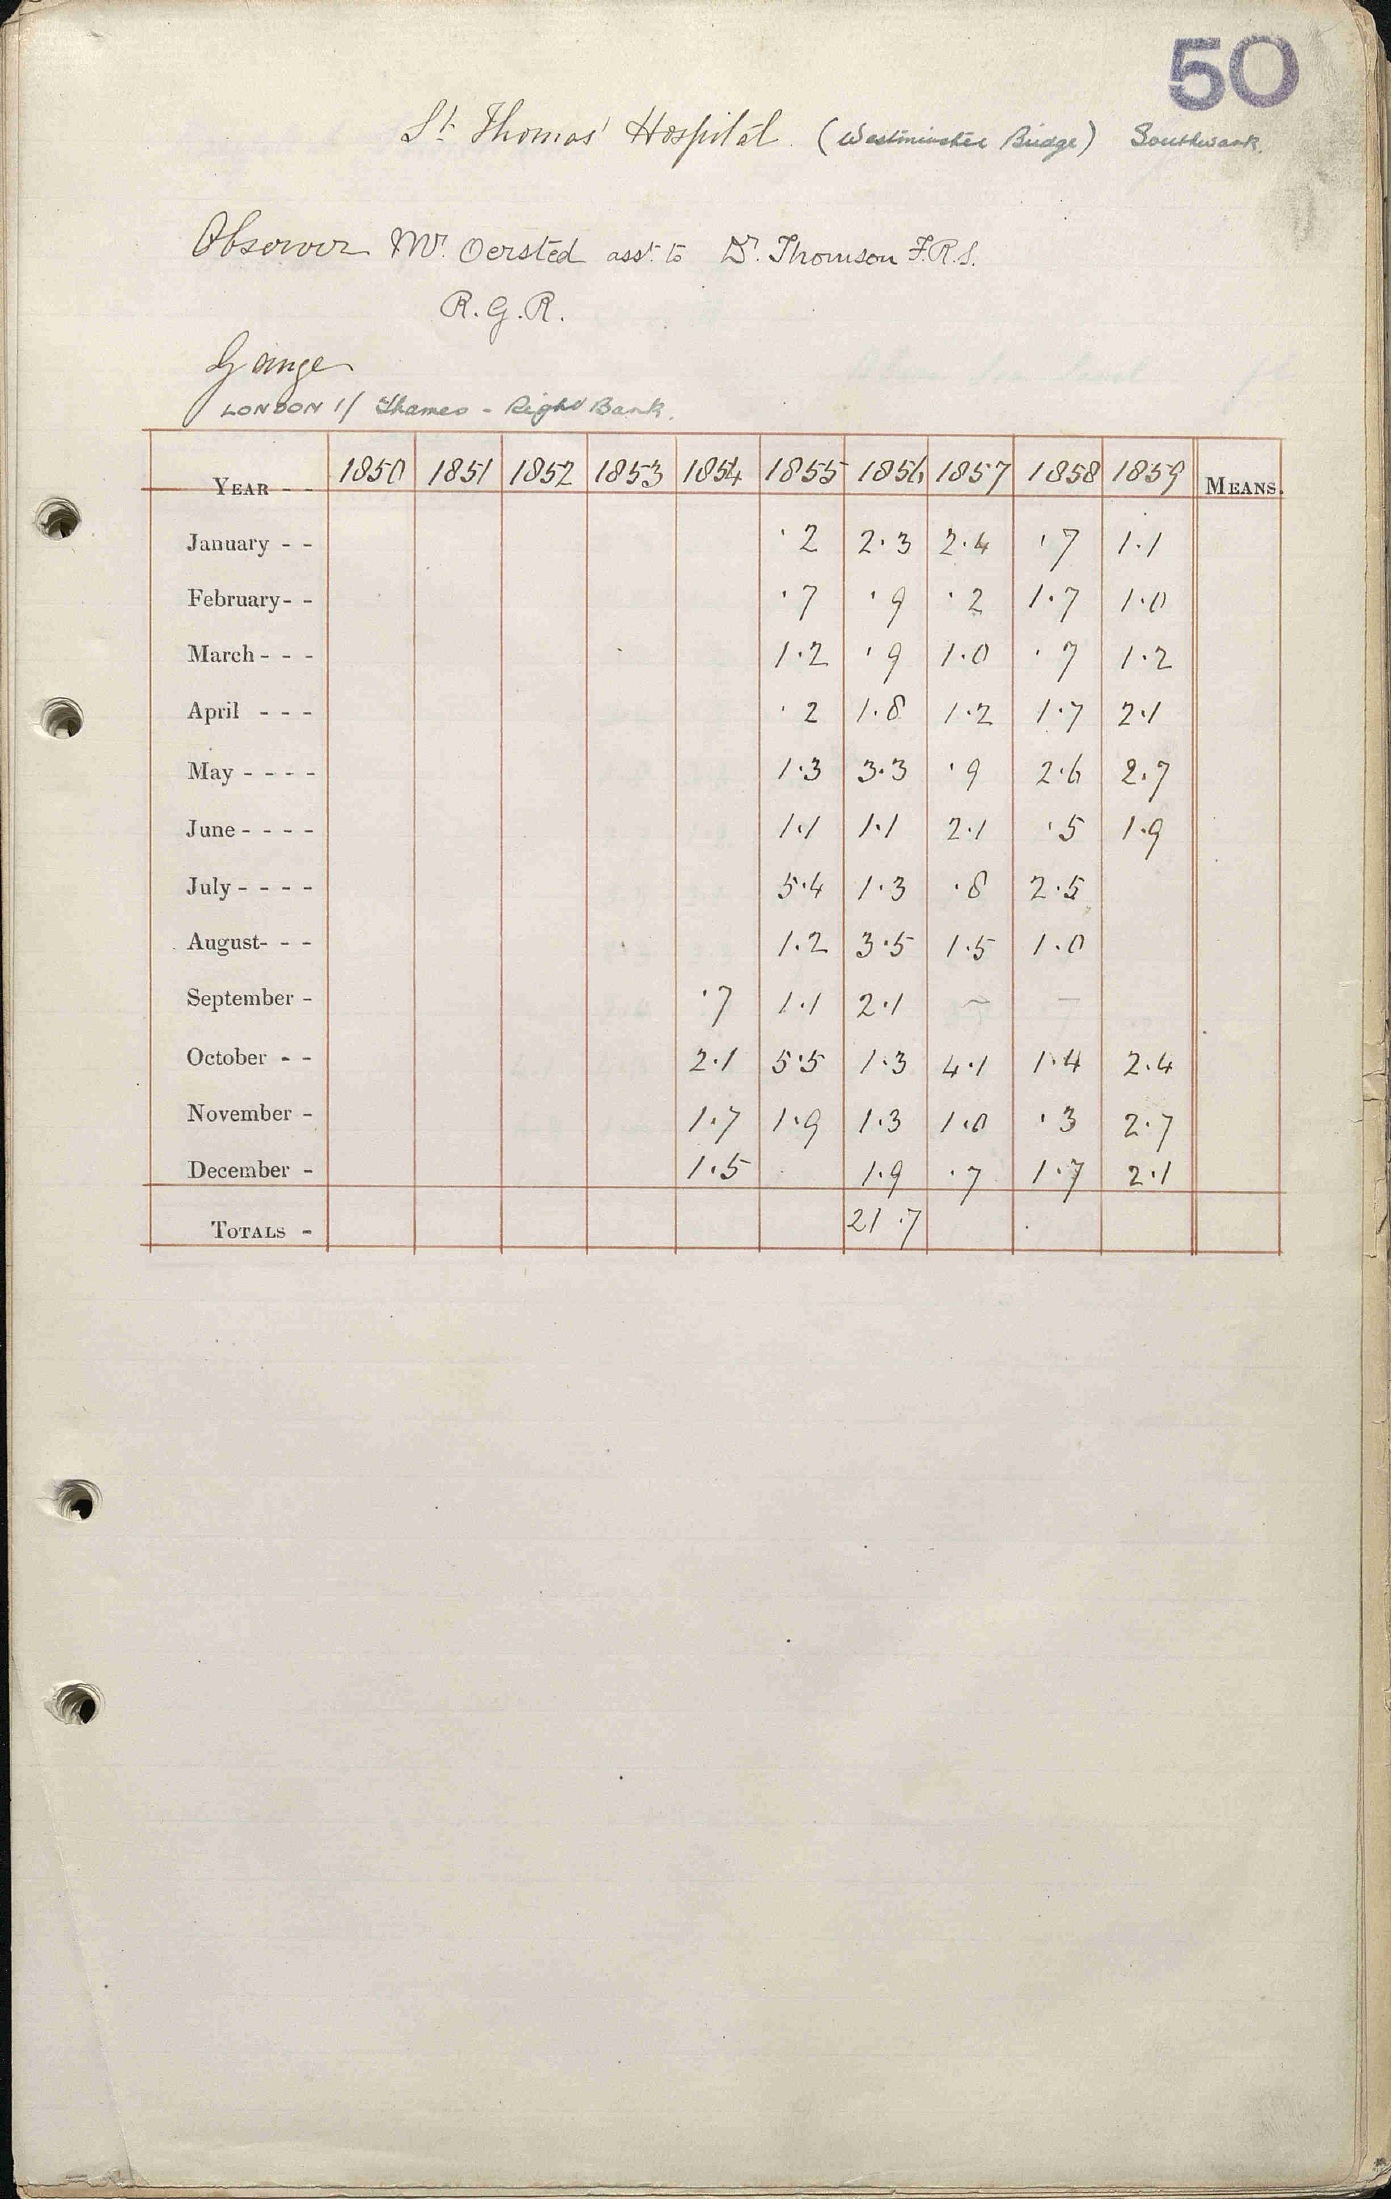 50
St Thomas' Hospital (Westminster Bridge) Southwark.
Observer Mr. Oersted asst. to Dr. Thomson F.R.S.
R.G.R.
Gauge
LONDON 1/ Thames - Right Bank.
YEAR - - 1850 1851 1852 1853 1854 1855 1856 1857 1858 1859 MEANS.
January - - ·2 2·3 2·4 ·7 1·1
February - - ·7 ·9 ·2 1·7 1·0
March - - - 1·2 ·9 1·0 ·7 1·2
April - - - ·2 1·8 1·2 1·7 2·1
May - - - - 1·3 3·3 ·9 2·6 2·7
June - - - - 1·1 1·1 2·1 ·5 1·9
July - - - - 5·4 1·3 ·8 2·5
August - - - 1·2 3·5 1·5 1·0
September - ·7 1·1 2·1 — —
October - - 2·1 5·5 1·3 4·1 1·4 2·4
November - 1·7 1·9 1·3 1·0 ·3 2·7
December - 1·5 1·9 ·7 1·7 2·1
TOTALS - 21·7